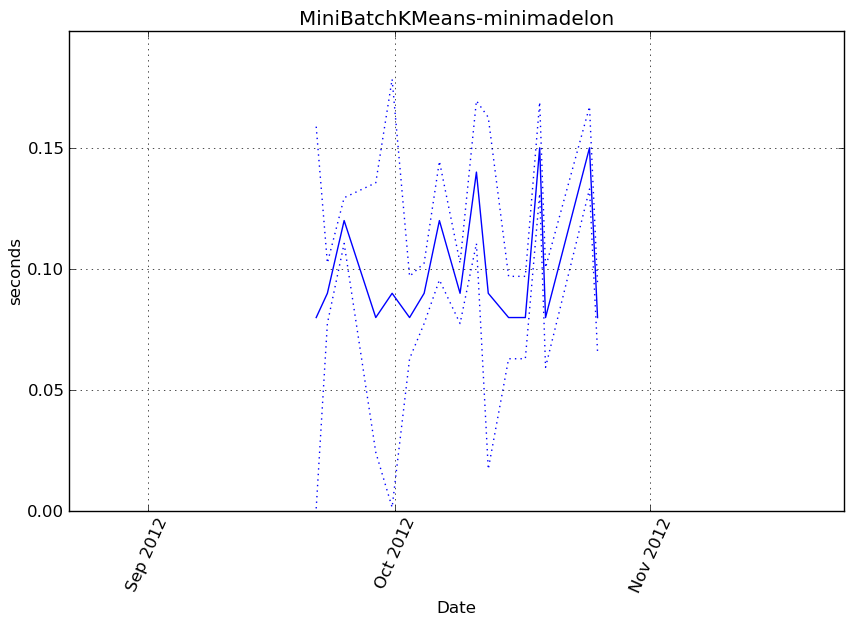 MiniBatchKMeans-minimadelon
seconds
0.15
0.10
0.05
0.00
Sep 2012
Oct 2012
Nov 2012
Date